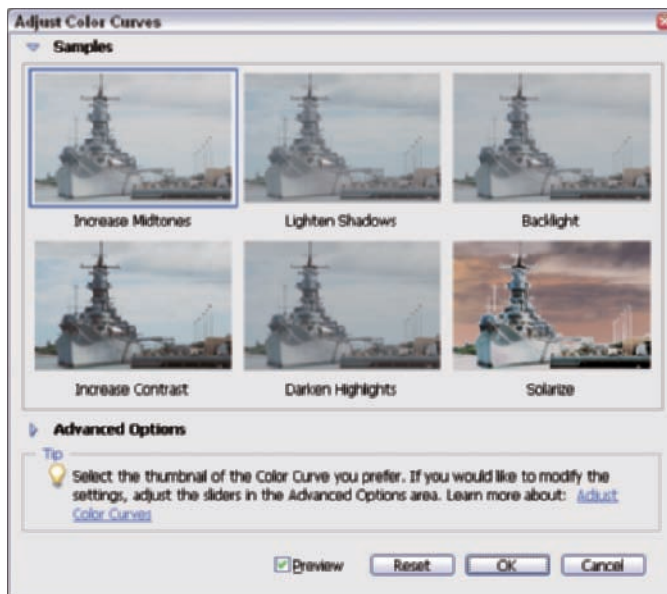 Adjust Color Curves
Samples
Increase Midtones
Lighten Shadows
Backlight
Increase Contrast
Darken Highlights
Solarize
Advanced Options
Tip
Select the thumbnail of the Color Curve you prefer. If you would like to modify the
settings, adjust the sliders in the Advanced Options area. Learn more about: Adjust
Color Curves
Preview
Reset
OK
Cancel